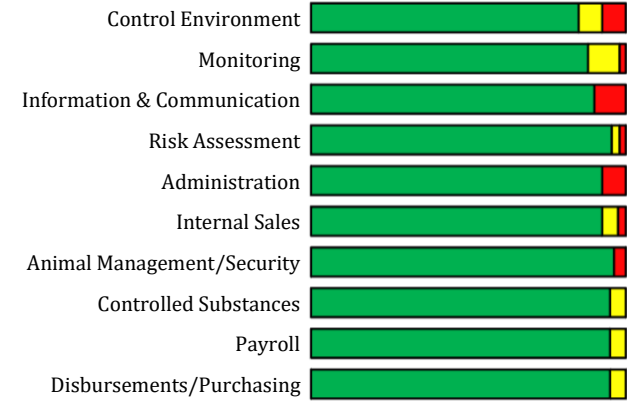 Control Environment
Monitoring
Information & Communication
Risk Assessment
Administration
Internal Sales
Animal Management/Security
Controlled Substances
Payroll
Disbursements/Purchasing